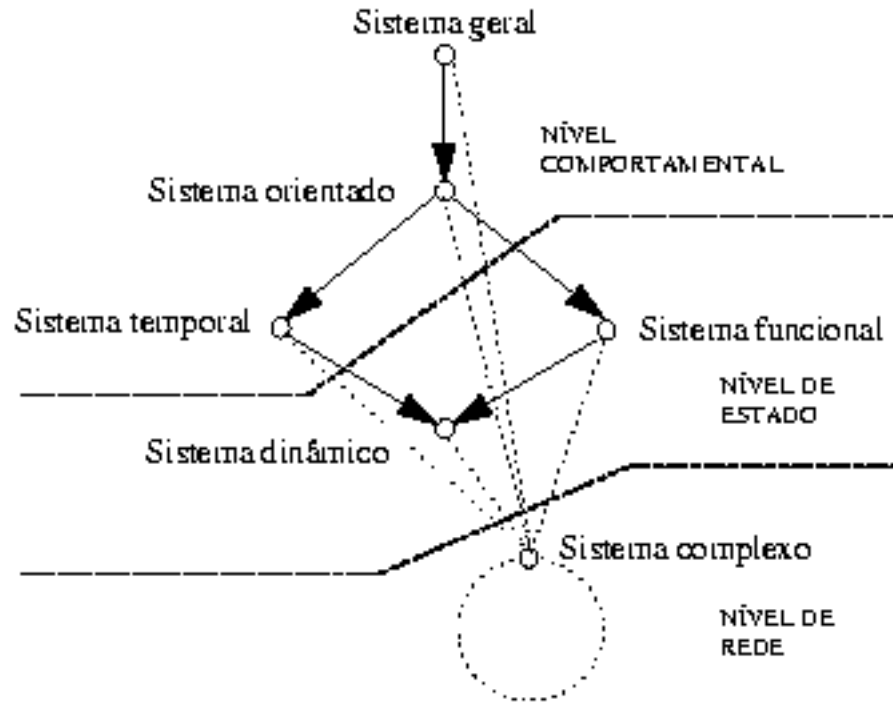 Sistema geral
NÍVEL
COMPORTAMENTAL
Sistema orientado
Sistema temporal
Sistema funcional
NÍVEL DE
ESTADO
Sistema dinâmico
Sistema complexo
NÍVEL DE
REDE